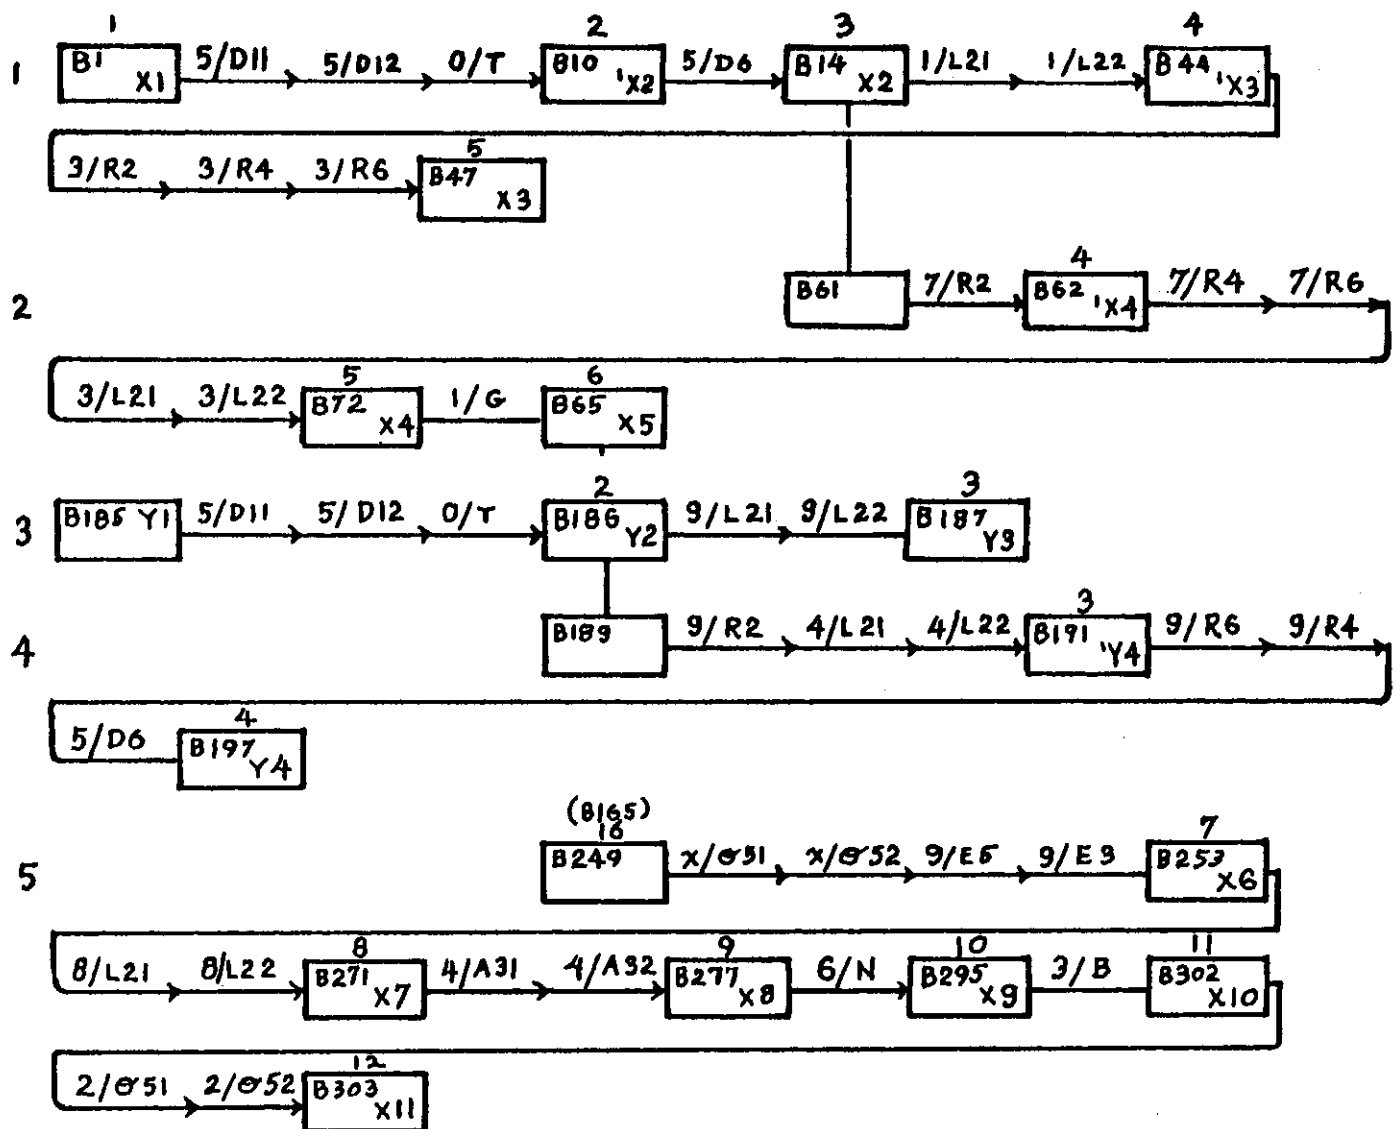 1 2 3 4
1 B1 X1 5/D11 5/D12 0/T B10 'X2 5/D6 B14 X2 1/L21 1/L22 B44 'X3
5
3/R2 3/R4 3/R6 B47 X3
4
2 B61 7/R2 B62 'X4 7/R4 7/R6
5 6
3/L21 3/L22 B72 X4 1/G B65 X5
2 3
3 B185 Y1 5/D11 5/D12 0/T B186 Y2 9/L21 9/L22 B187 Y3
3
4 B189 9/R2 4/L21 4/L22 B191 'Y4 9/R6 9/R4
4
5/D6 B197 Y4
(B165)
16 7
5 B249 x/σ51 x/σ52 9/E5 9/E3 B253 X6
8 9 10 11
8/L21 8/L22 B271 X7 4/A31 4/A32 B277 X8 6/N B295 X9 3/B B302 X10
12
2/σ51 2/σ52 B303 X11